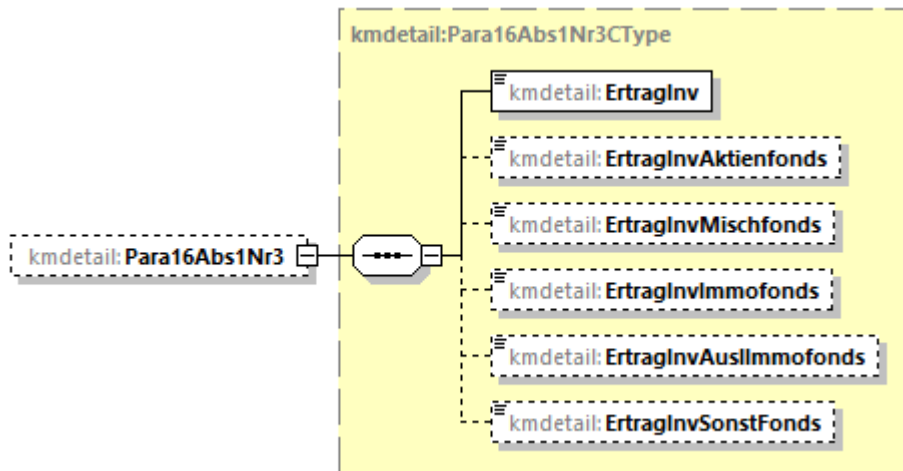 kmdetail:Para16Abs1Nr3CType
kmdetail:ErtragInv
kmdetail:ErtragInvAktienfonds
kmdetail:ErtragInvMischfonds
kmdetail:Para16Abs1Nr3
kmdetail:ErtragInvImmofonds
kmdetail:ErtragInvAuslImmofonds
kmdetail:ErtragInvSonstFonds